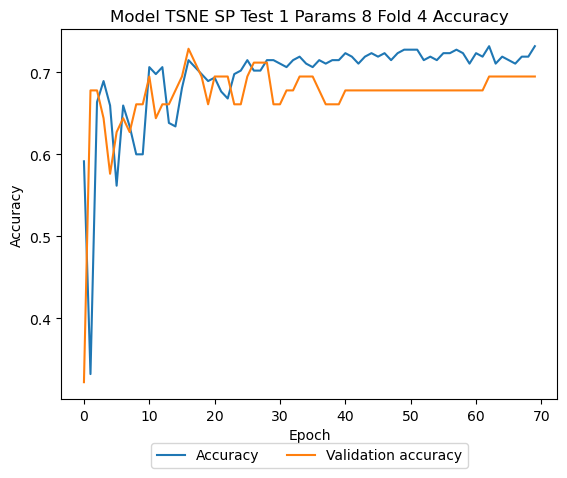 Model TSNE SP Test 1 Params 8 Fold 4 Accuracy
0.7
0.6
0.5
0.4
Accuracy
0 10 20 30 40 50 60 70
Epoch
Accuracy Validation accuracy